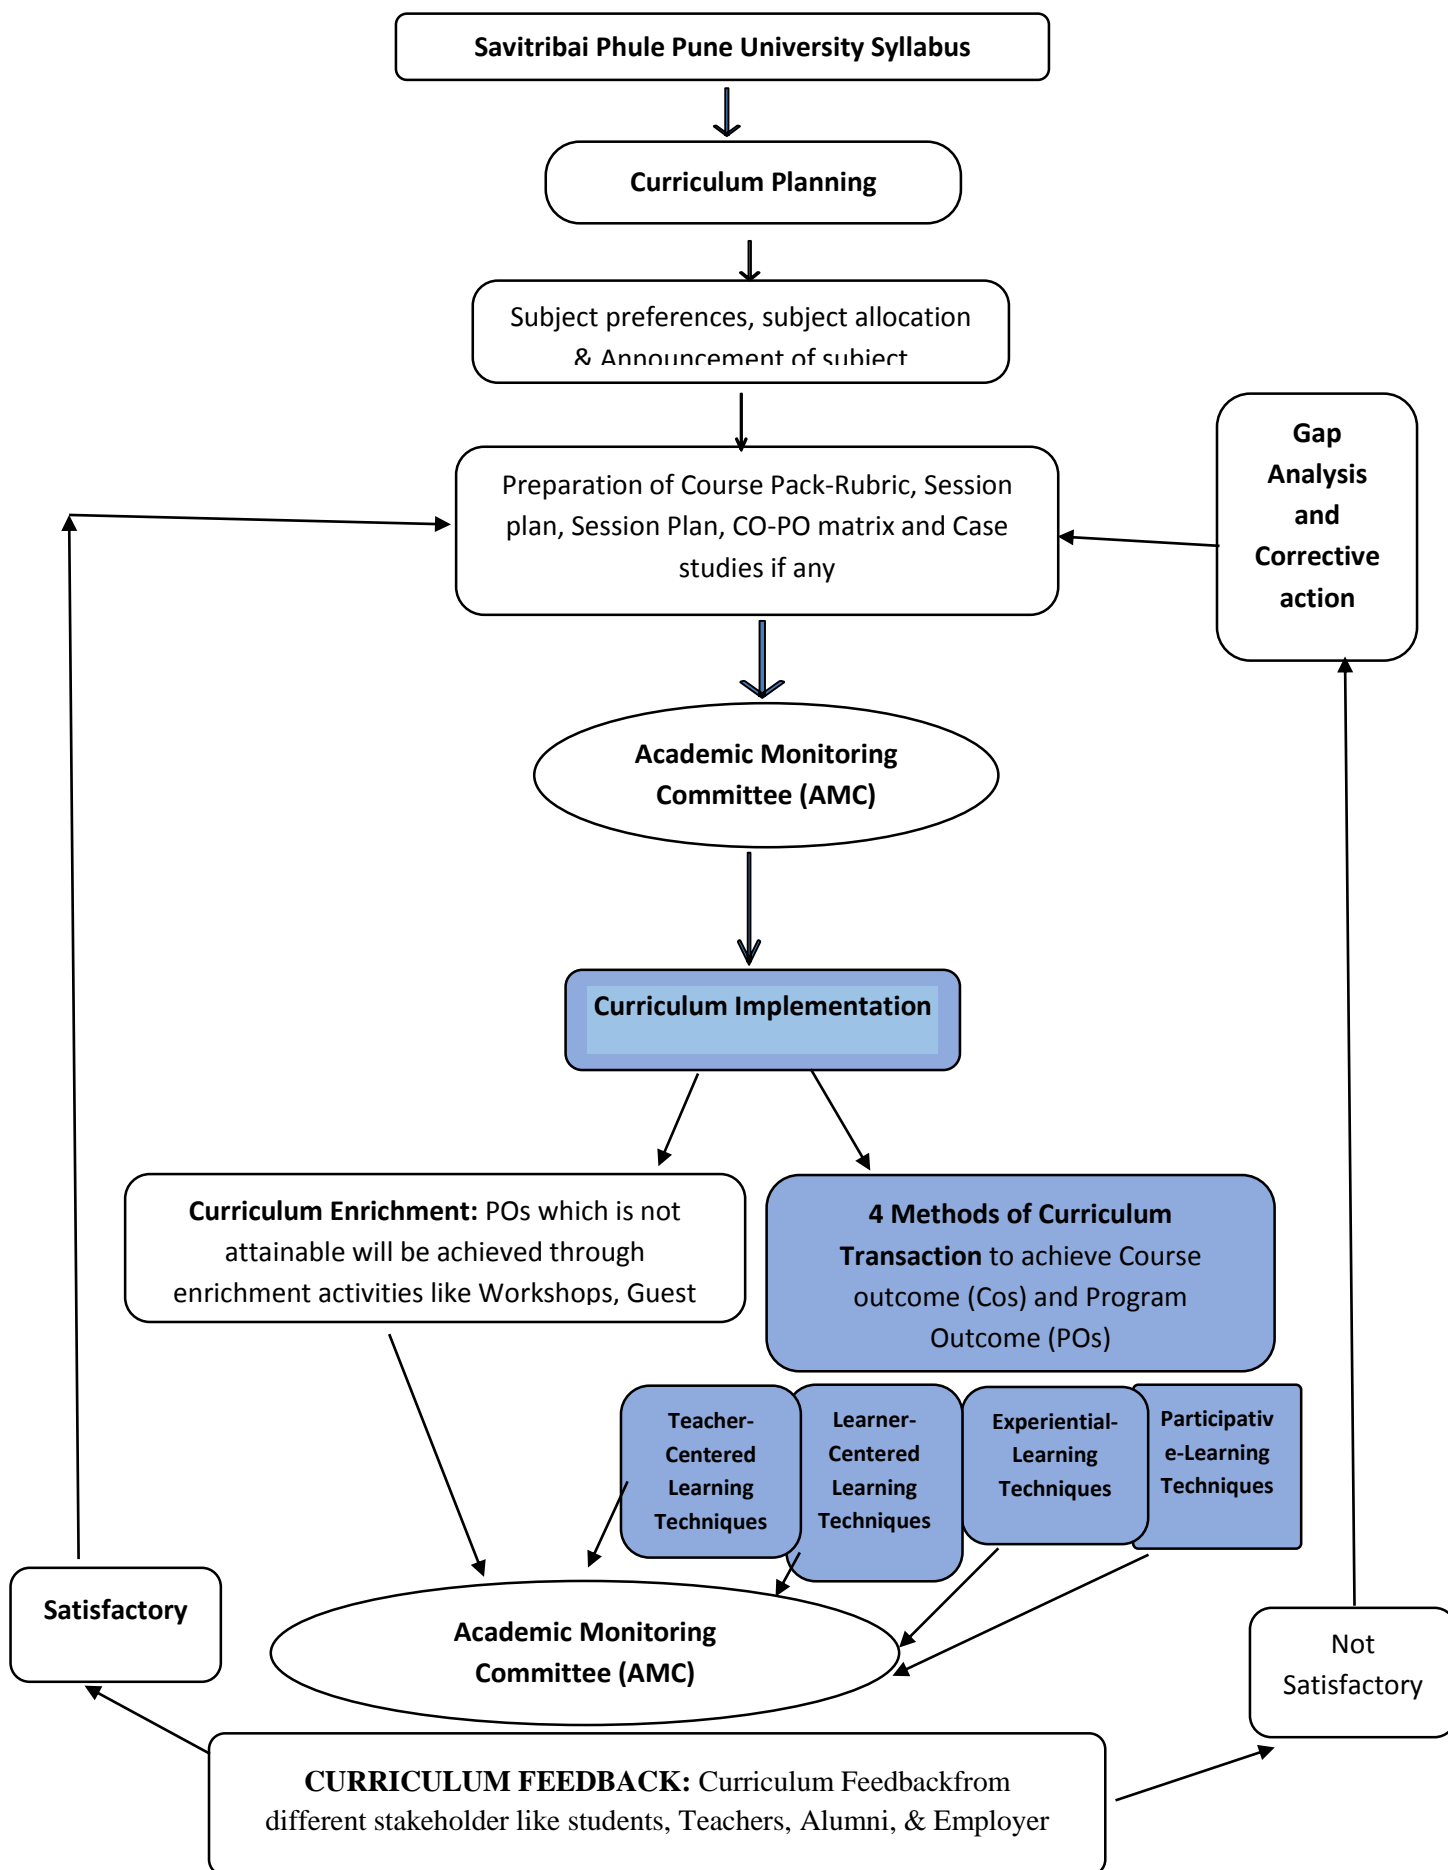 Savitribai Phule Pune University Syllabus
Curriculum Planning
Subject preferences, subject allocation
& Announcement of subject
Gap
Analysis
and
Corrective
action
Preparation of Course Pack-Rubric, Session
plan, Session Plan, CO-PO matrix and Case
studies if any
Academic Monitoring
Committee (AMC)
Curriculum Implementation
Curriculum Enrichment: POs which is not
attainable will be achieved through
enrichment activities like Workshops, Guest
4 Methods of Curriculum
Transaction to achieve Course
outcome (Cos) and Program
Outcome (POs)
Teacher-
Centered
Learning
Techniques
Learner-
Centered
Learning
Techniques
Experiential-
Learning
Techniques
Participativ
e-Learning
Techniques
Satisfactory
Academic Monitoring
Committee (AMC)
Not
Satisfactory
CURRICULUM FEEDBACK: Curriculum Feedbackfrom
different stakeholder like students, Teachers, Alumni, & Employer